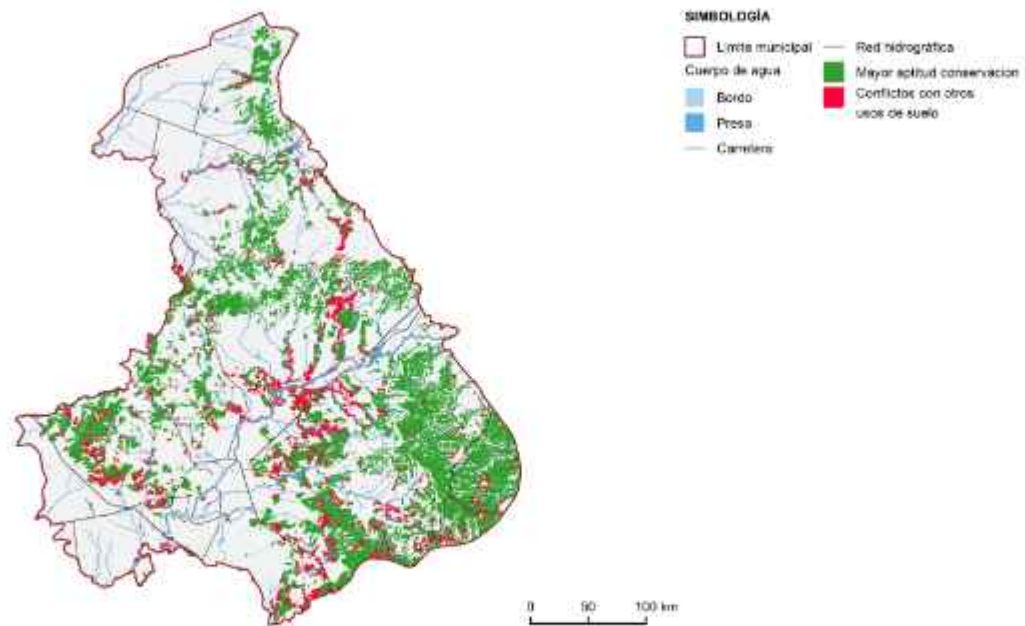 SIMBOLOGÍA
Límite municipal
Cuerpo de agua
Bordo
Presa
Carretera
Red hidrográfica
Mayor aptitud conservacion
Conflictos con otros
usos de suelo
0 50 100 km